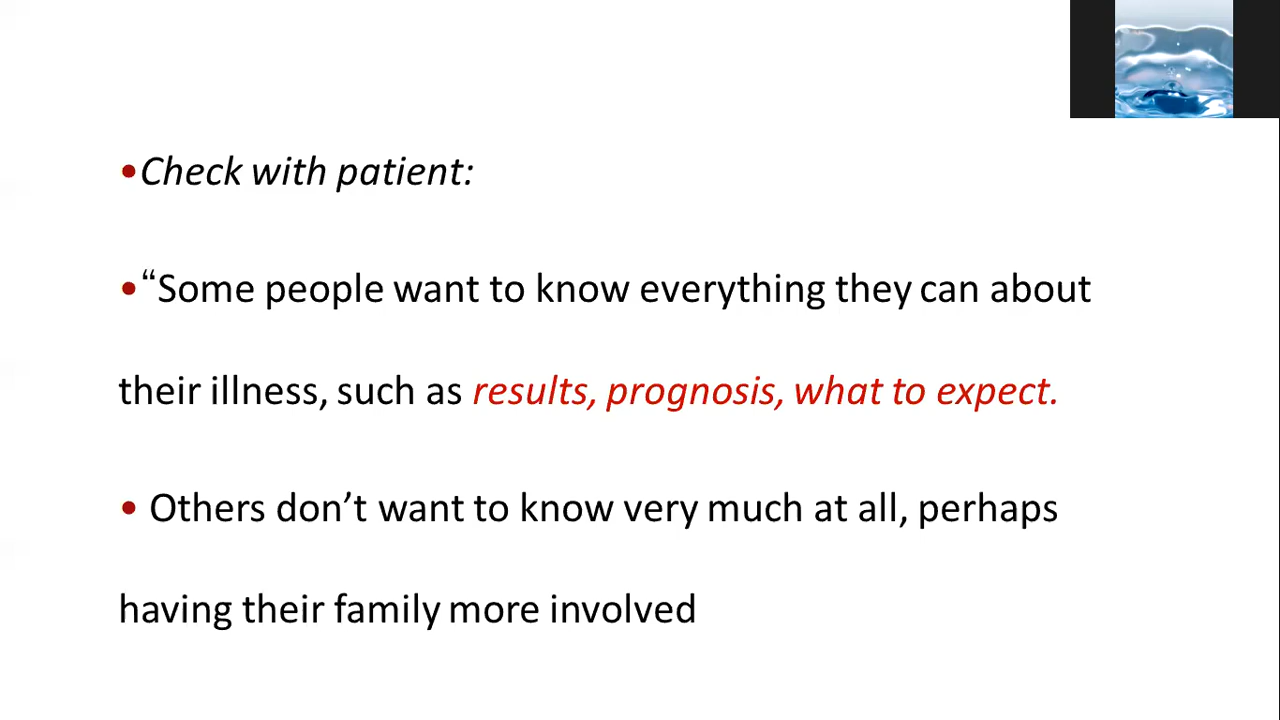 •Check with patient:
•“Some people want to know everything they can about
their illness, such as results, prognosis, what to expect.
• Others don’t want to know very much at all, perhaps
having their family more involved